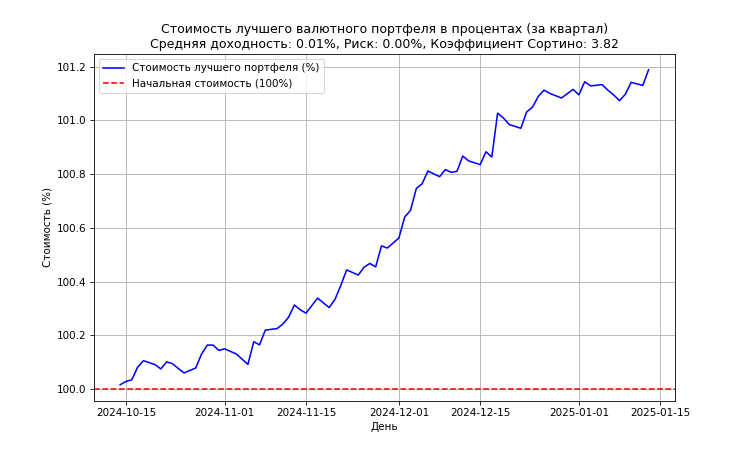 Стоимость лучшего валютного портфеля в процентах (за квартал)
Средняя доходность: 0.01%, Риск: 0.00%, Коэффициент Сортино: 3.82
Стоимость лучшего портфеля (%)
Начальная стоимость (100%)
Стоимость (%)
101.2
101.0
100.8
100.6
100.4
100.2
100.0
2024-10-15 2024-11-01 2024-11-15 2024-12-01 2024-12-15 2025-01-01 2025-01-15
День